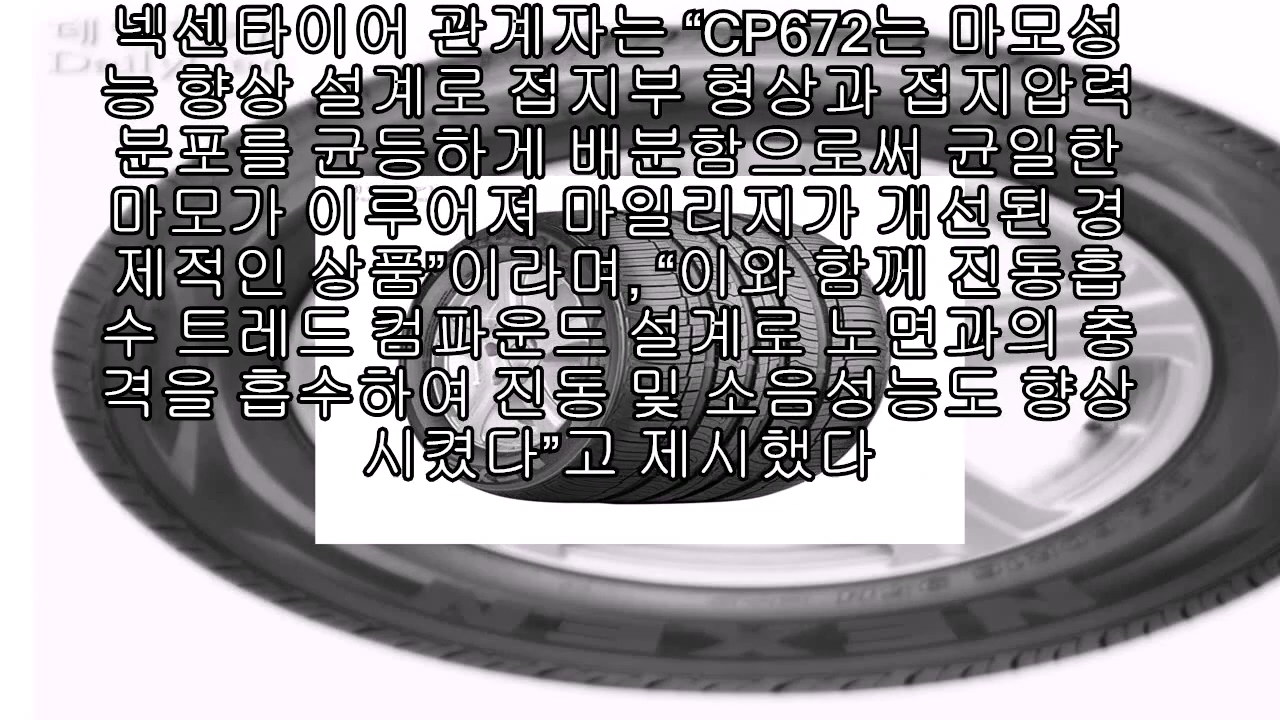 넥센타이어 관계자는 “CP672는 마모성
능 향상 설계로 접지부 형상과 접지압력
분포를 균등하게 배분함으로써 균일한
마모가 이루어져 마일리지가 개선된 경
제적인 상품”이라며, “이와 함께 진동흡
수 트레드 컴파운드 설계로 노면과의 충
격을 흡수하여 진동 및 소음성능도 향상
시켰다”고 제시했다
NEXEN